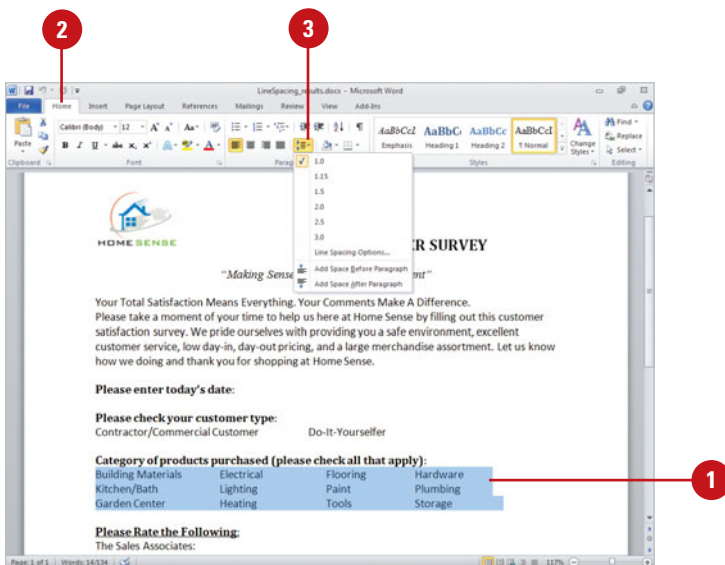 2
3
LineSpacing_results.docx - Microsoft Word
File Home Insert Page Layout References Mailings Review View Add-Ins
Calibri (Body) 12 A A Aa AaBbCcI AaBbC AaBbCc AaBbCcI A Find
Paste Replace
B I U abc x, x² A A Emphasis Heading 1 Heading 2 ¶ Normal Change Styles Select
Clipboard Font Parag Styles Editing
1.0
1.15
1.5
2.0
2.5
3.0
Line Spacing Options...
Add Space Before Paragraph
Add Space After Paragraph
HOMESENSE
R SURVEY
"Making Sense ent"
Your Total Satisfaction Means Everything. Your Comments Make A Difference.
Please take a moment of your time to help us here at Home Sense by filling out this customer
satisfaction survey. We pride ourselves with providing you a safe environment, excellent
customer service, low day-in, day-out pricing, and a large merchandise assortment. Let us know
how we doing and thank you for shopping at Home Sense.
Please enter today's date:
Please check your customer type:
Contractor/Commercial Customer Do-It-Yourselfer
Category of products purchased (please check all that apply):
Building Materials Electrical Flooring Hardware
Kitchen/Bath Lighting Paint Plumbing
Garden Center Heating Tools Storage
1
Please Rate the Following:
The Sales Associates:
Page: 1 of 1 Words: 14/134 117%